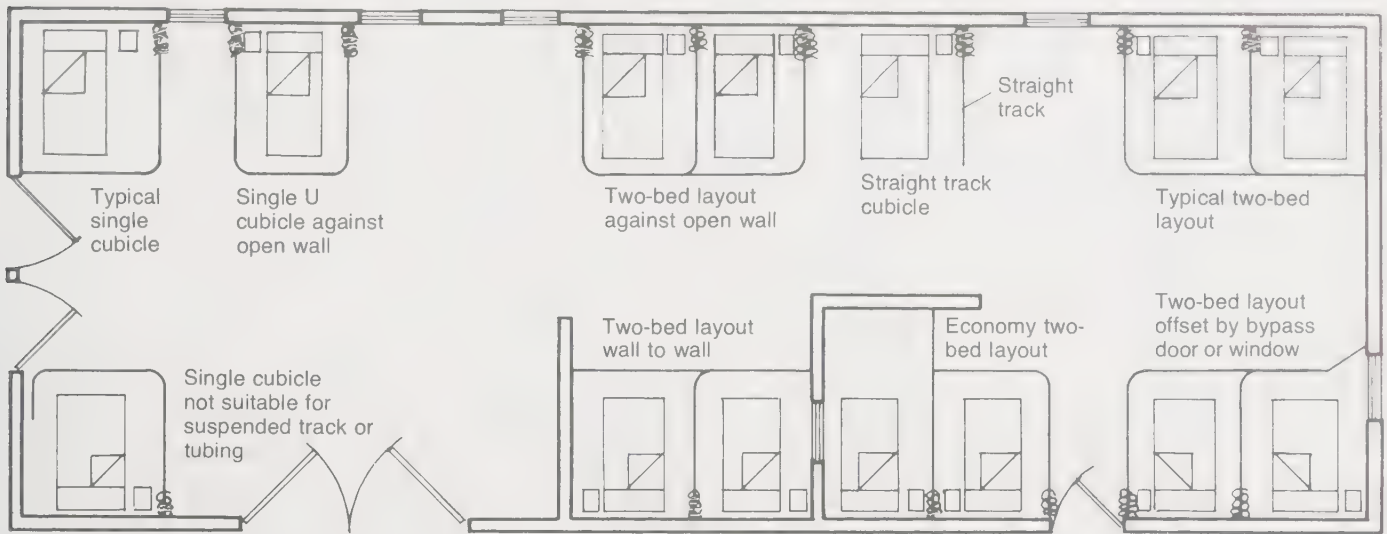 Typical
single
cubicle
Single U
cubicle against
open wall
Two-bed layout
against open wall
Straight track
cubicle
Straight
track
Typical two-bed
layout
Single cubicle
not suitable for
suspended track or
tubing
Two-bed layout
wall to wall
Economy two-
bed layout
Two-bed layout
offset by bypass
door or window